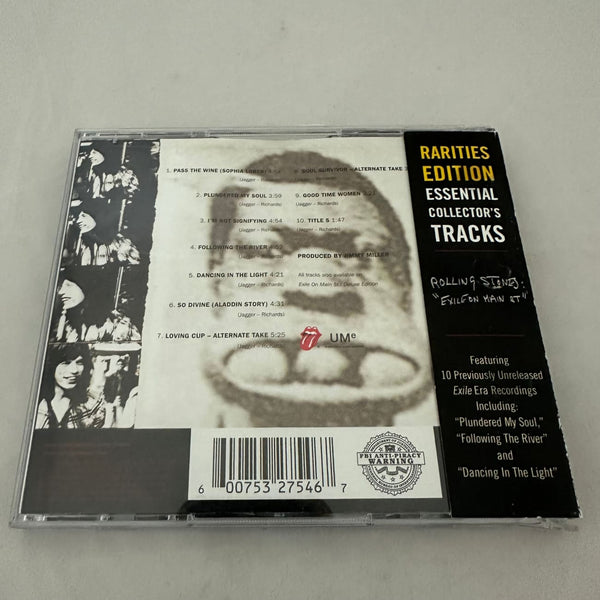 1. PASS THE WINE (SOPHIA LOREN) 4:54
(Jagger – Richards)
2. PLUNDERED MY SOUL 3:59
(Jagger – Richards)
3. I'M NOT SIGNIFYING 3:54
(Jagger – Richards)
4. FOLLOWING THE RIVER 4:52
(Jagger – Richards)
5. DANCING IN THE LIGHT 4:21
(Jagger – Richards)
6. SO DIVINE (ALADDIN STORY) 4:31
(Jagger – Richards)
7. LOVING CUP – ALTERNATE TAKE 5:25
(Jagger – Richards)
8. SOUL SURVIVOR – ALTERNATE TAKE
(Jagger – Richards)
9. GOOD TIME WOMEN 3:21
(Jagger – Richards)
10. TITLE 5 1:47
(Jagger – Richards)
PRODUCED BY JIMMY MILLER
All tracks also available on
Exile On Main St. Deluxe Edition
UMe
6 00753 27546 7
FBI ANTI-PIRACY
WARNING
RARITIES
EDITION
ESSENTIAL
COLLECTOR'S
TRACKS
ROLLING STONES:
"EXILE ON MAIN ST"
Featuring
10 Previously Unreleased
Exile Era Recordings
Including:
"Plundered My Soul,"
"Following The River"
and
"Dancing In The Light"